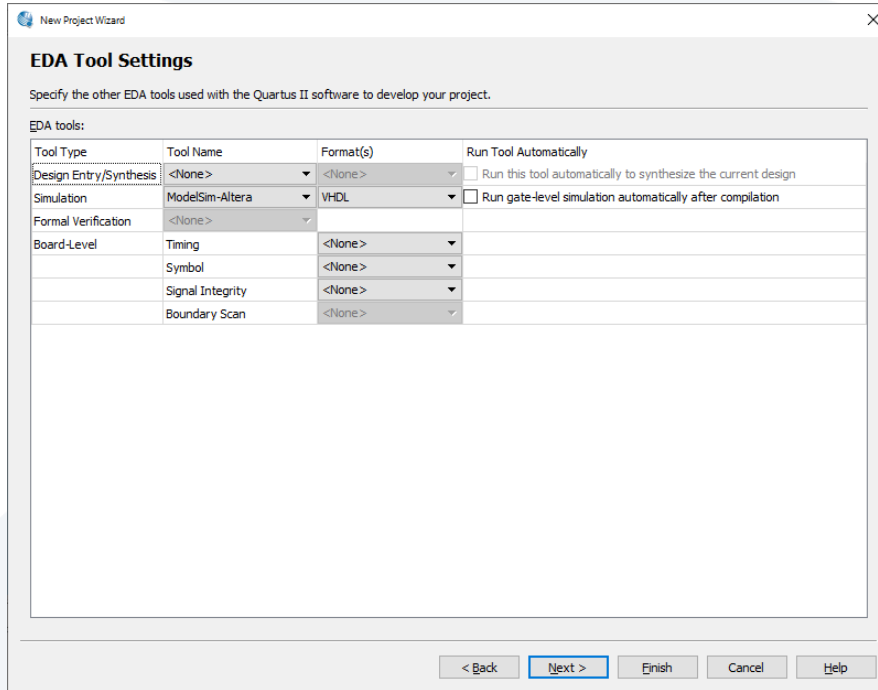 New Project Wizard
EDA Tool Settings
Specify the other EDA tools used with the Quartus II software to develop your project.
EDA tools:
Tool Type Tool Name Format(s) Run Tool Automatically
Design Entry/Synthesis <None> <None> Run this tool automatically to synthesize the current design
Simulation ModelSim-Altera VHDL Run gate-level simulation automatically after compilation
Formal Verification <None>
Board-Level Timing <None>
Symbol <None>
Signal Integrity <None>
Boundary Scan <None>
< Back Next > Finish Cancel Help